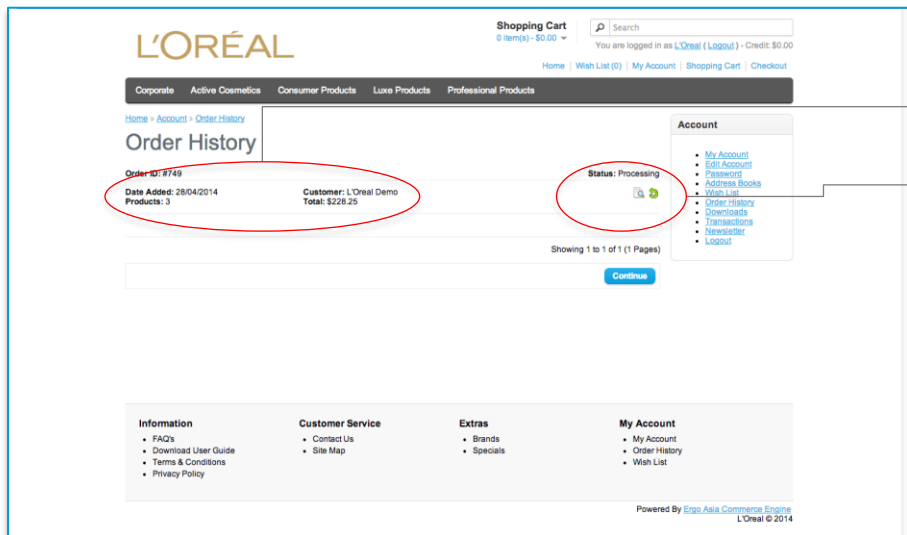 L'ORÉAL
Shopping Cart
0 item(s) - $0.00
Search
You are logged in as L'Oreal ( Logout ) - Credit: $0.00
Home | Wish List (0) | My Account | Shopping Cart | Checkout
Corporate Active Cosmetics Consumer Products Luxe Products Professional Products
Home » Account » Order History
Order History
Order ID: #749
Status: Processing
Date Added: 28/04/2014
Customer: L'Oreal Demo
Products: 3
Total: $228.25
Showing 1 to 1 of 1 (1 Pages)
Continue
Account
My Account
Edit Account
Password
Address Books
Wish List
Order History
Downloads
Transactions
Newsletter
Logout
Information
FAQ's
Download User Guide
Terms & Conditions
Privacy Policy
Customer Service
Contact Us
Site Map
Extras
Brands
Specials
My Account
My Account
Order History
Wish List
Powered By Ergo Asia Commerce Engine
L'Oreal © 2014